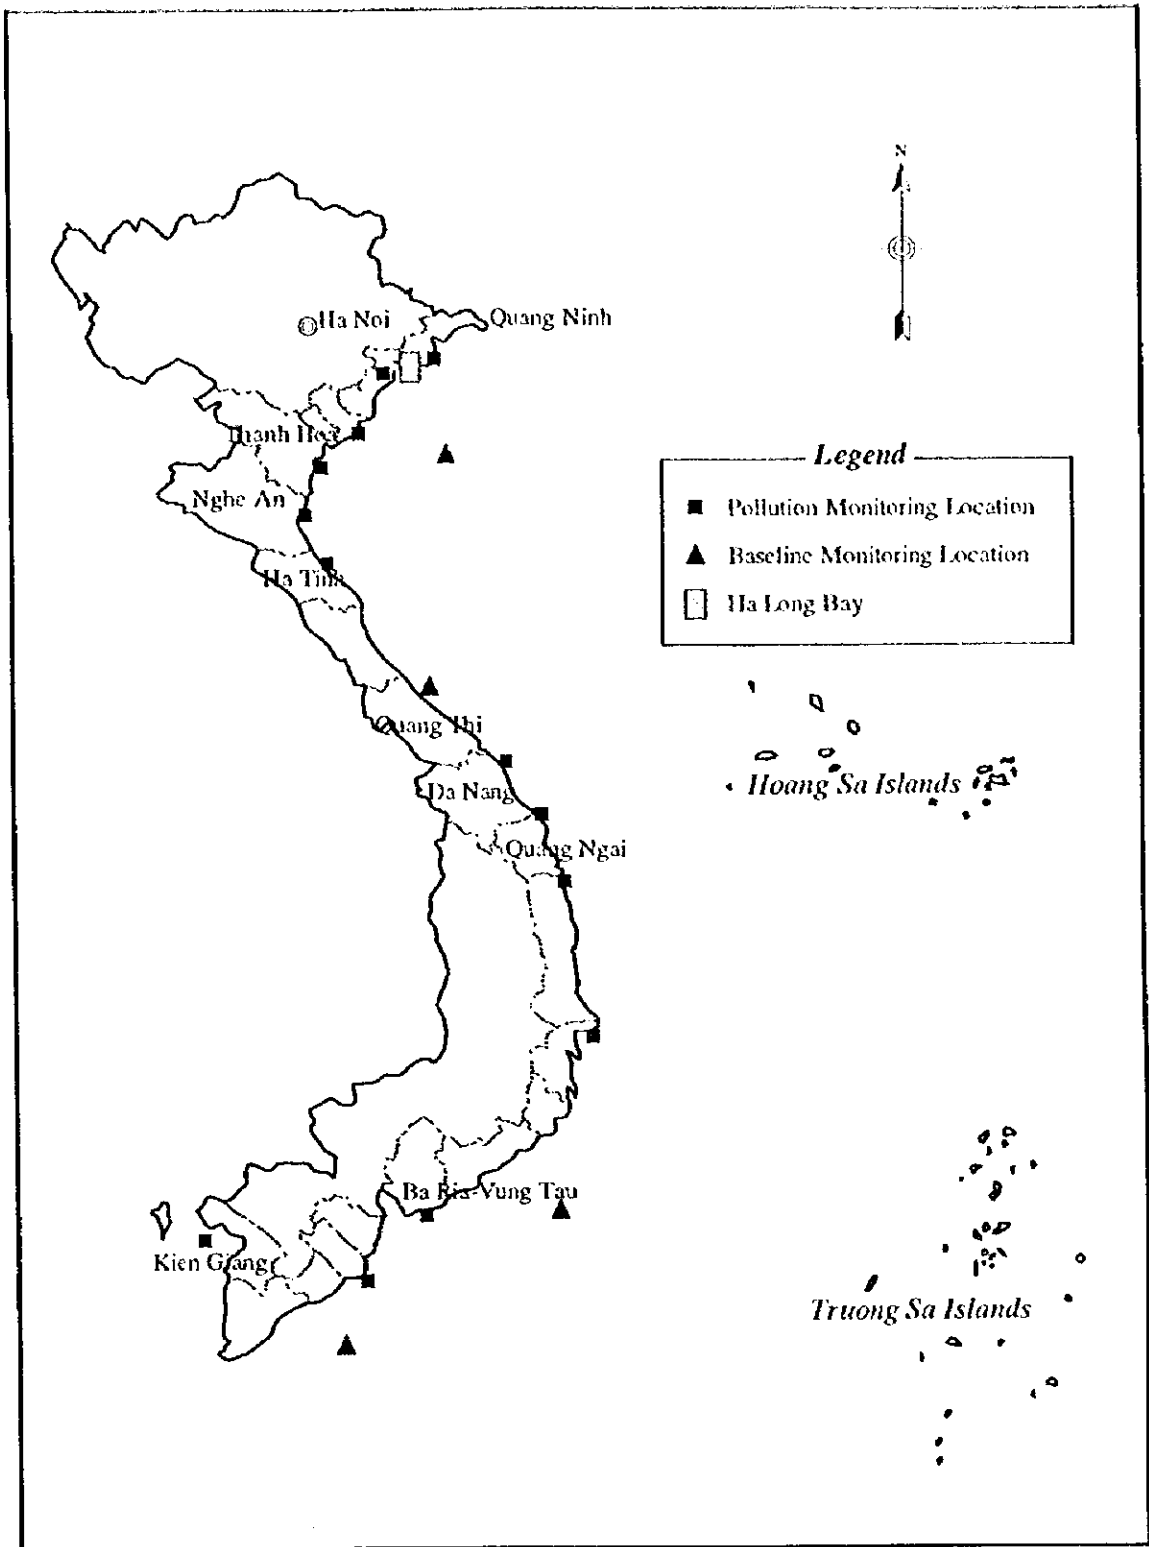 N
Ha Noi
Quang Ninh
Thanh Hoa
Nghe An
Ha Tinh
Legend
Pollution Monitoring Location
Baseline Monitoring Location
Ha Long Bay
Quang Thi
Hoang Sa Islands
Da Nang
Quang Ngai
Ba Ria-Vung Tau
Kien Giang
Truong Sa Islands